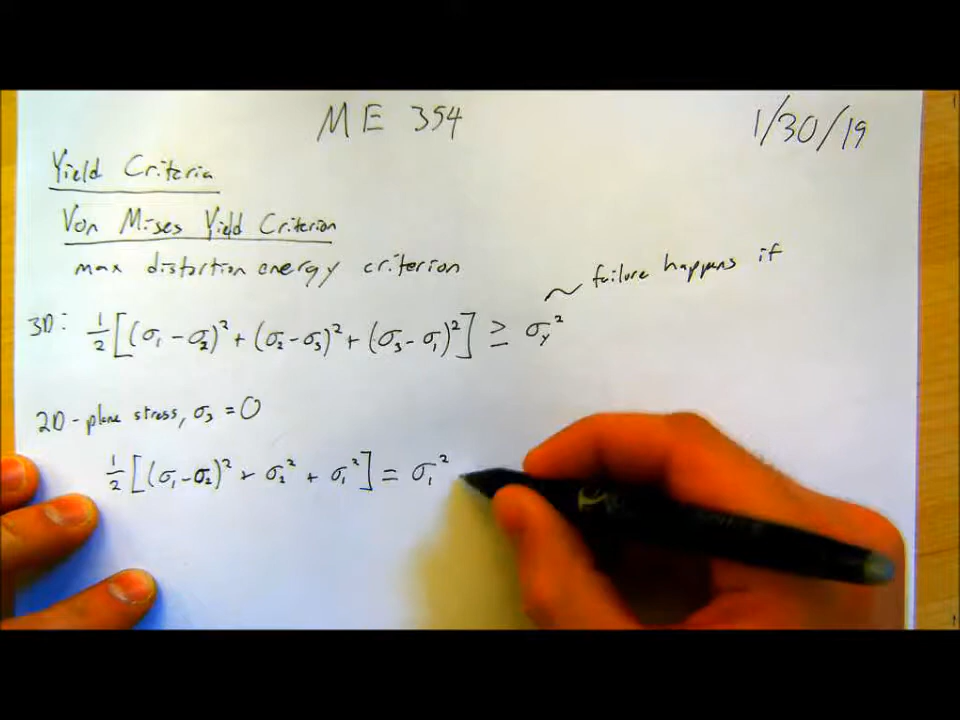 ME 354
1/30/19
Yield Criteria
Von Mises Yield Criterion
max distortion energy criterion
failure happens if
3D: 1/2[(σ₁ - σ₂)² + (σ₂ - σ₃)² + (σ₃ - σ₁)²] ≥ σ_y²
2D - plane stress, σ₃ = 0
1/2[(σ₁-σ₂)² + σ₂² + σ₁²] = σ₁²